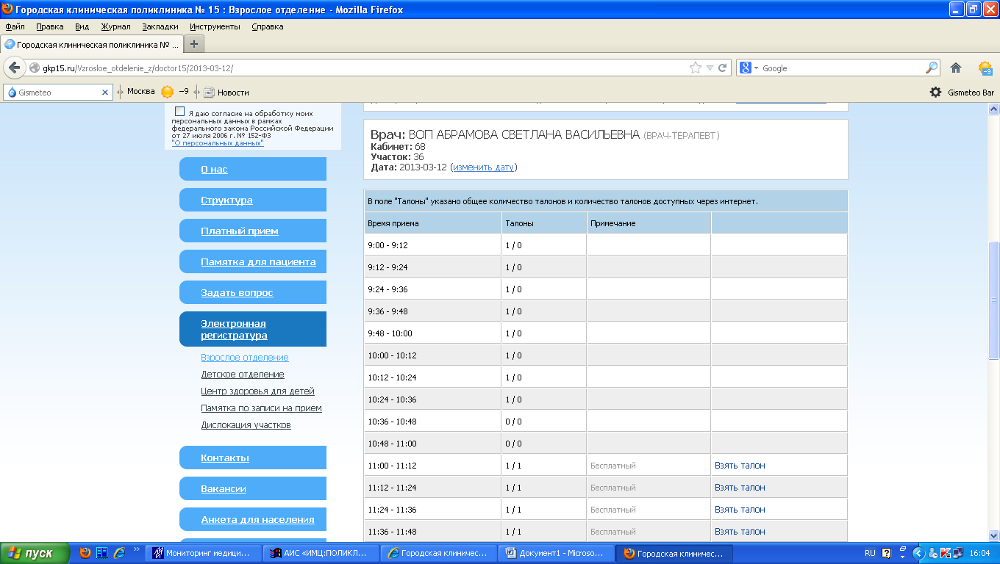 Городская клиническая поликлиника № 15 : Взрослое отделение - Mozilla Firefox
Файл Правка Вид Журнал Закладки Инструменты Справка
Городская клиническая поликлиника № ...
gkp15.ru/Vzrosloe_otdelenie_z/doctor15/2013-03-12/
Google
-9
Gismeteo
Москва -9
Новости
Gismeteo Bar
Я даю согласие на обработку моих
персональных данных в рамках
федерального закона Российской Федерации
от 27 июля 2006 г. № 152-ФЗ
"О персональных данных"
О нас
Структура
Платный прием
Памятка для пациента
Задать вопрос
Электронная
регистратура
Взрослое отделение
Детское отделение
Центр здоровья для детей
Памятка по записи на прием
Дислокация участков
Контакты
Вакансии
Анкета для населения
Врач: ВОП АБРАМОВА СВЕТЛАНА ВАСИЛЬЕВНА (ВРАЧ-ТЕРАПЕВТ)
Кабинет: 68
Участок: 36
Дата: 2013-03-12 (изменить дату)
В поле "Талоны" указано общее количество талонов и количество талонов доступных через интернет.
Время приема Талоны Примечание
9:00 - 9:12 1 / 0
9:12 - 9:24 1 / 0
9:24 - 9:36 1 / 0
9:36 - 9:48 1 / 0
9:48 - 10:00 1 / 0
10:00 - 10:12 1 / 0
10:12 - 10:24 1 / 0
10:24 - 10:36 1 / 0
10:36 - 10:48 0 / 0
10:48 - 11:00 0 / 0
11:00 - 11:12 1 / 1 Бесплатный Взять талон
11:12 - 11:24 1 / 1 Бесплатный Взять талон
11:24 - 11:36 1 / 1 Бесплатный Взять талон
11:36 - 11:48 1 / 1 Бесплатный Взять талон
пуск
Мониторинг медици...
АИС «ИМЦ:ПОЛИКЛ...
Городская клиничес...
Документ1 - Microso...
Городская клиничес...
RU
16:04